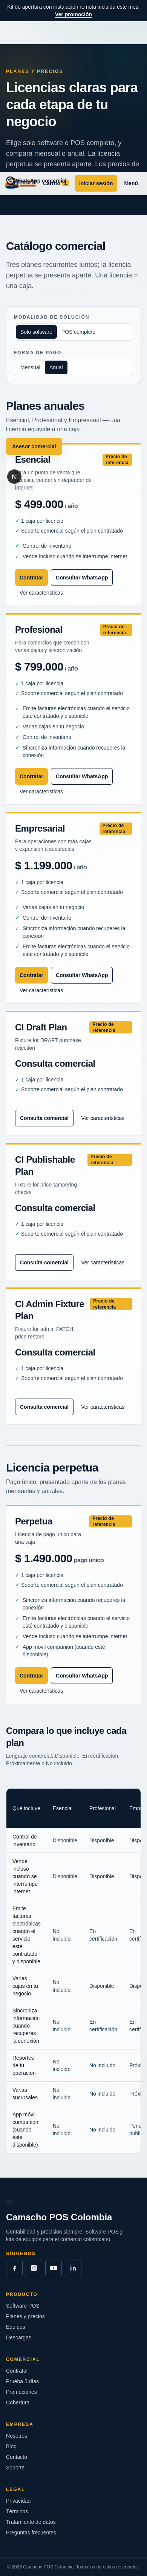 Kit de apertura con instalación remota incluida este mes.
Ver promoción
PLANES Y PRECIOS
Licencias claras para
cada etapa de tu
negocio
Elige solo software o POS completo, y
compara mensual o anual. La licencia
perpetua se presenta aparte. Los precios de
WhatsApp comercial
Carrito
1
Iniciar sesión
Menú
Catálogo comercial
Tres planes recurrentes juntos; la licencia
perpetua se presenta aparte. Una licencia =
una caja.
MODALIDAD DE SOLUCIÓN
Solo software
POS completo
FORMA DE PAGO
Mensual
Anual
Planes anuales
Esencial, Profesional y Empresarial — una
licencia equivale a una caja.
Asesor comercial
Esencial
Precio de
referencia
Para un punto de venta que
necesita vender sin depender de
internet
N
$ 499.000 / año
✓ 1 caja por licencia
✓ Soporte comercial según el plan contratado
✓ Control de inventario
✓ Vende incluso cuando se interrumpe internet
Contratar
Consultar WhatsApp
Ver características
Profesional
Precio de
referencia
Para comercios que crecen con
varias cajas y sincronización
$ 799.000 / año
✓ 1 caja por licencia
✓ Soporte comercial según el plan contratado
✓ Emite facturas electrónicas cuando el servicio
esté contratado y disponible
✓ Varias cajas en tu negocio
✓ Control de inventario
✓ Sincroniza información cuando recuperes la
conexión
Contratar
Consultar WhatsApp
Ver características
Empresarial
Precio de
referencia
Para operaciones con más cajas
y expansión a sucursales
$ 1.199.000 / año
✓ 1 caja por licencia
✓ Soporte comercial según el plan contratado
✓ Varias cajas en tu negocio
✓ Control de inventario
✓ Sincroniza información cuando recuperes la
conexión
✓ Emite facturas electrónicas cuando el servicio
esté contratado y disponible
Contratar
Consultar WhatsApp
Ver características
CI Draft Plan
Precio de
referencia
Fixture for DRAFT purchase
rejection
Consulta comercial
✓ 1 caja por licencia
✓ Soporte comercial según el plan contratado
Consulta comercial
Ver características
CI Publishable
Plan
Precio de
referencia
Fixture for price-tampering
checks
Consulta comercial
✓ 1 caja por licencia
✓ Soporte comercial según el plan contratado
Consulta comercial
Ver características
CI Admin Fixture
Plan
Precio de
referencia
Fixture for admin PATCH
price restore
Consulta comercial
✓ 1 caja por licencia
✓ Soporte comercial según el plan contratado
Consulta comercial
Ver características
Licencia perpetua
Pago único, presentado aparte de los planes
mensuales y anuales.
Perpetua
Precio de
referencia
Licencia de pago único para
una caja
$ 1.490.000 pago único
✓ 1 caja por licencia
✓ Soporte comercial según el plan contratado
✓ Sincroniza información cuando recuperes la
conexión
✓ Emite facturas electrónicas cuando el servicio
esté contratado y disponible
✓ Vende incluso cuando se interrumpe internet
✓ App móvil companion (cuando esté
disponible)
Contratar
Consultar WhatsApp
Ver características
Compara lo que incluye cada
plan
Lenguaje comercial: Disponible, En certificación,
Próximamente o No incluido.
Qué incluye Esencial Profesional Emp
Control de
inventario
Disponible Disponible Disp
Vende
incluso
cuando se
interrumpe
internet
Disponible Disponible Disp
Emite
facturas
electrónicas
cuando el
servicio
esté
contratado
y disponible
No
incluido
En
certificación
En
certif
Varias
cajas en tu
negocio
No
incluido
Disponible Disp
Sincroniza
información
cuando
recuperes
la conexión
No
incluido
En
certificación
En
certif
Reportes
de tu
operación
No
incluido
No incluido Próx
Varias
sucursales
No
incluido
No incluido Próx
App móvil
companion
(cuando
esté
disponible)
No
incluido
No incluido
Pend
publi
Camacho POS Colombia
Contabilidad y precisión siempre. Software POS y
kits de equipos para el comercio colombiano.
SÍGUENOS
PRODUCTO
Software POS
Planes y precios
Equipos
Descargas
COMERCIAL
Contratar
Prueba 5 días
Promociones
Cobertura
EMPRESA
Nosotros
Blog
Contacto
Soporte
LEGAL
Privacidad
Términos
Tratamiento de datos
Preguntas frecuentes
© 2026 Camacho POS Colombia. Todos los derechos reservados.